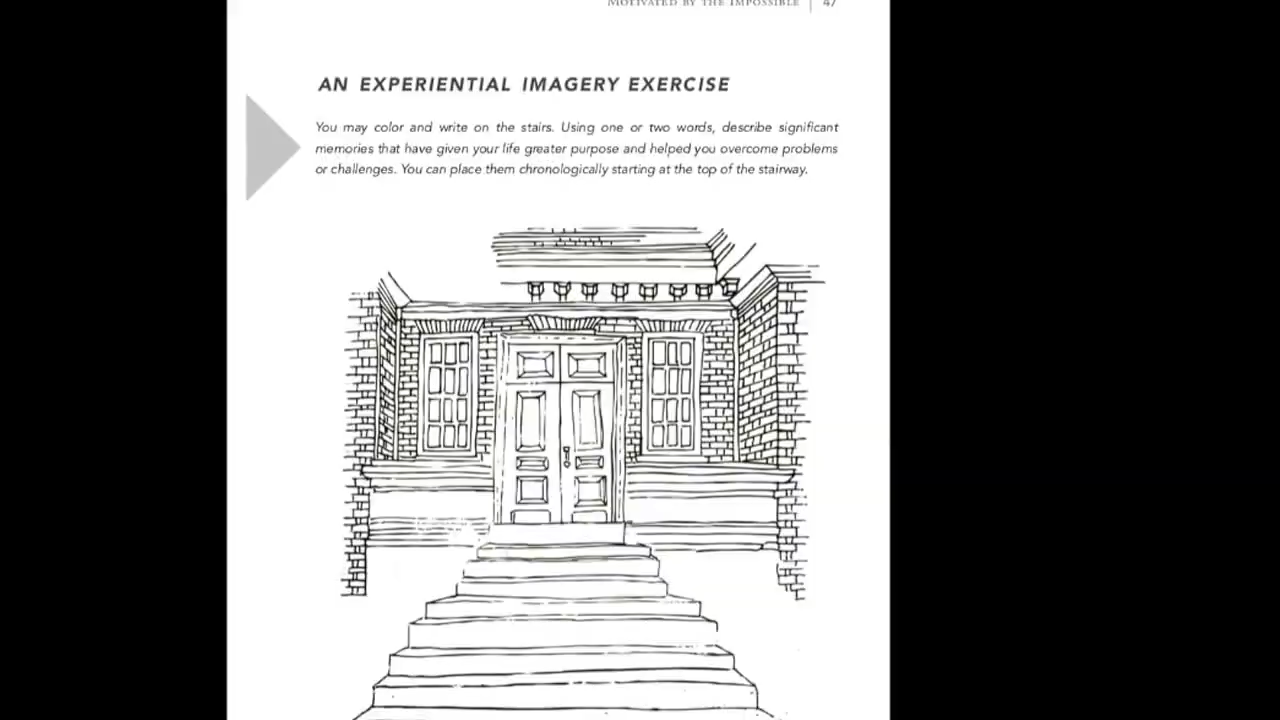 MOTIVATED BY THE IMPOSSIBLE | 47
AN EXPERIENTIAL IMAGERY EXERCISE
You may color and write on the stairs. Using one or two words, describe significant
memories that have given your life greater purpose and helped you overcome problems
or challenges. You can place them chronologically starting at the top of the stairway.